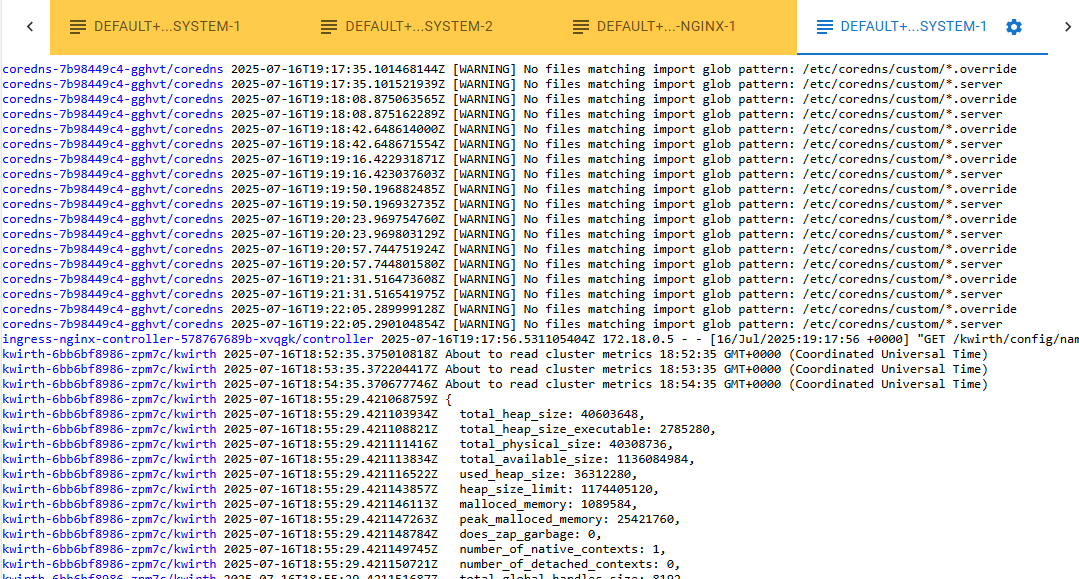 DEFAULT+...SYSTEM-1 DEFAULT+...SYSTEM-2 DEFAULT+...-NGINX-1 DEFAULT+...SYSTEM-1
coredns-7b98449c4-gghvt/coredns 2025-07-16T19:17:35.101468144Z [WARNING] No files matching import glob pattern: /etc/coredns/custom/*.override
coredns-7b98449c4-gghvt/coredns 2025-07-16T19:17:35.101521939Z [WARNING] No files matching import glob pattern: /etc/coredns/custom/*.server
coredns-7b98449c4-gghvt/coredns 2025-07-16T19:18:08.875063565Z [WARNING] No files matching import glob pattern: /etc/coredns/custom/*.override
coredns-7b98449c4-gghvt/coredns 2025-07-16T19:18:08.875162289Z [WARNING] No files matching import glob pattern: /etc/coredns/custom/*.server
coredns-7b98449c4-gghvt/coredns 2025-07-16T19:18:42.648614000Z [WARNING] No files matching import glob pattern: /etc/coredns/custom/*.override
coredns-7b98449c4-gghvt/coredns 2025-07-16T19:18:42.648671554Z [WARNING] No files matching import glob pattern: /etc/coredns/custom/*.server
coredns-7b98449c4-gghvt/coredns 2025-07-16T19:19:16.422931871Z [WARNING] No files matching import glob pattern: /etc/coredns/custom/*.override
coredns-7b98449c4-gghvt/coredns 2025-07-16T19:19:16.423037603Z [WARNING] No files matching import glob pattern: /etc/coredns/custom/*.server
coredns-7b98449c4-gghvt/coredns 2025-07-16T19:19:50.196882485Z [WARNING] No files matching import glob pattern: /etc/coredns/custom/*.override
coredns-7b98449c4-gghvt/coredns 2025-07-16T19:19:50.196932735Z [WARNING] No files matching import glob pattern: /etc/coredns/custom/*.server
coredns-7b98449c4-gghvt/coredns 2025-07-16T19:20:23.969754760Z [WARNING] No files matching import glob pattern: /etc/coredns/custom/*.override
coredns-7b98449c4-gghvt/coredns 2025-07-16T19:20:23.969803129Z [WARNING] No files matching import glob pattern: /etc/coredns/custom/*.server
coredns-7b98449c4-gghvt/coredns 2025-07-16T19:20:57.744751924Z [WARNING] No files matching import glob pattern: /etc/coredns/custom/*.override
coredns-7b98449c4-gghvt/coredns 2025-07-16T19:20:57.744801580Z [WARNING] No files matching import glob pattern: /etc/coredns/custom/*.server
coredns-7b98449c4-gghvt/coredns 2025-07-16T19:21:31.516473608Z [WARNING] No files matching import glob pattern: /etc/coredns/custom/*.override
coredns-7b98449c4-gghvt/coredns 2025-07-16T19:21:31.516541975Z [WARNING] No files matching import glob pattern: /etc/coredns/custom/*.server
coredns-7b98449c4-gghvt/coredns 2025-07-16T19:22:05.289999128Z [WARNING] No files matching import glob pattern: /etc/coredns/custom/*.override
coredns-7b98449c4-gghvt/coredns 2025-07-16T19:22:05.290104854Z [WARNING] No files matching import glob pattern: /etc/coredns/custom/*.server
ingress-nginx-controller-578767689b-xvqgk/controller 2025-07-16T19:17:56.531105404Z 172.18.0.5 - - [16/Jul/2025:19:17:56 +0000] "GET /kwirth/config/nam
kwirth-6bb6bf8986-zpm7c/kwirth 2025-07-16T18:52:35.375010818Z About to read cluster metrics 18:52:35 GMT+0000 (Coordinated Universal Time)
kwirth-6bb6bf8986-zpm7c/kwirth 2025-07-16T18:53:35.372204417Z About to read cluster metrics 18:53:35 GMT+0000 (Coordinated Universal Time)
kwirth-6bb6bf8986-zpm7c/kwirth 2025-07-16T18:54:35.370677746Z About to read cluster metrics 18:54:35 GMT+0000 (Coordinated Universal Time)
kwirth-6bb6bf8986-zpm7c/kwirth 2025-07-16T18:55:29.421068759Z {
kwirth-6bb6bf8986-zpm7c/kwirth 2025-07-16T18:55:29.421103934Z total_heap_size: 40603648,
kwirth-6bb6bf8986-zpm7c/kwirth 2025-07-16T18:55:29.421108821Z total_heap_size_executable: 2785280,
kwirth-6bb6bf8986-zpm7c/kwirth 2025-07-16T18:55:29.421111416Z total_physical_size: 40308736,
kwirth-6bb6bf8986-zpm7c/kwirth 2025-07-16T18:55:29.421113834Z total_available_size: 1136084984,
kwirth-6bb6bf8986-zpm7c/kwirth 2025-07-16T18:55:29.421116522Z used_heap_size: 36312280,
kwirth-6bb6bf8986-zpm7c/kwirth 2025-07-16T18:55:29.421143857Z heap_size_limit: 1174405120,
kwirth-6bb6bf8986-zpm7c/kwirth 2025-07-16T18:55:29.421146113Z malloced_memory: 1089584,
kwirth-6bb6bf8986-zpm7c/kwirth 2025-07-16T18:55:29.421147263Z peak_malloced_memory: 25421760,
kwirth-6bb6bf8986-zpm7c/kwirth 2025-07-16T18:55:29.421148784Z does_zap_garbage: 0,
kwirth-6bb6bf8986-zpm7c/kwirth 2025-07-16T18:55:29.421149745Z number_of_native_contexts: 1,
kwirth-6bb6bf8986-zpm7c/kwirth 2025-07-16T18:55:29.421150721Z number_of_detached_contexts: 0,
kwirth-6bb6bf8986-zpm7c/kwirth 2025-07-16T18:55:29.421151687Z total_global_handles_size: 8192